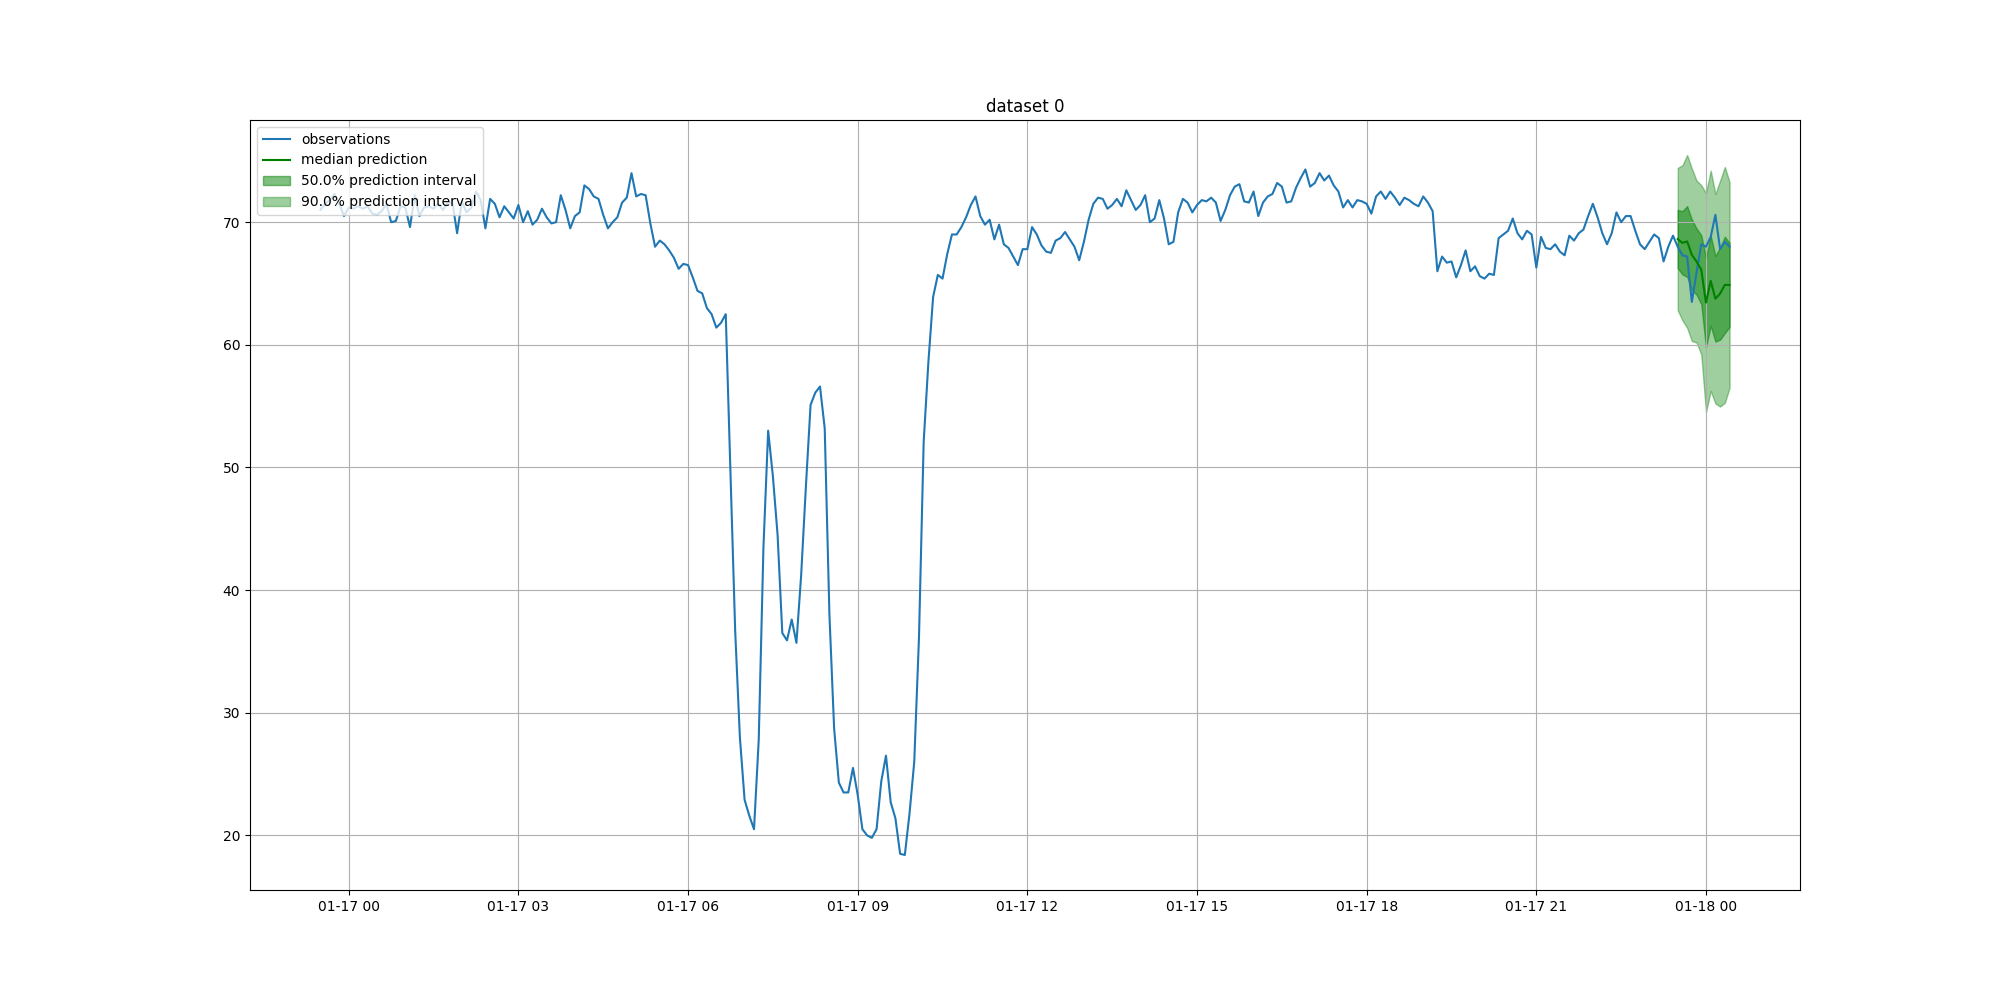 dataset 0
observations
median prediction
50.0% prediction interval
90.0% prediction interval
70
60
50
40
30
20
01-17 00 01-17 03 01-17 06 01-17 09 01-17 12 01-17 15 01-17 18 01-17 21 01-18 00